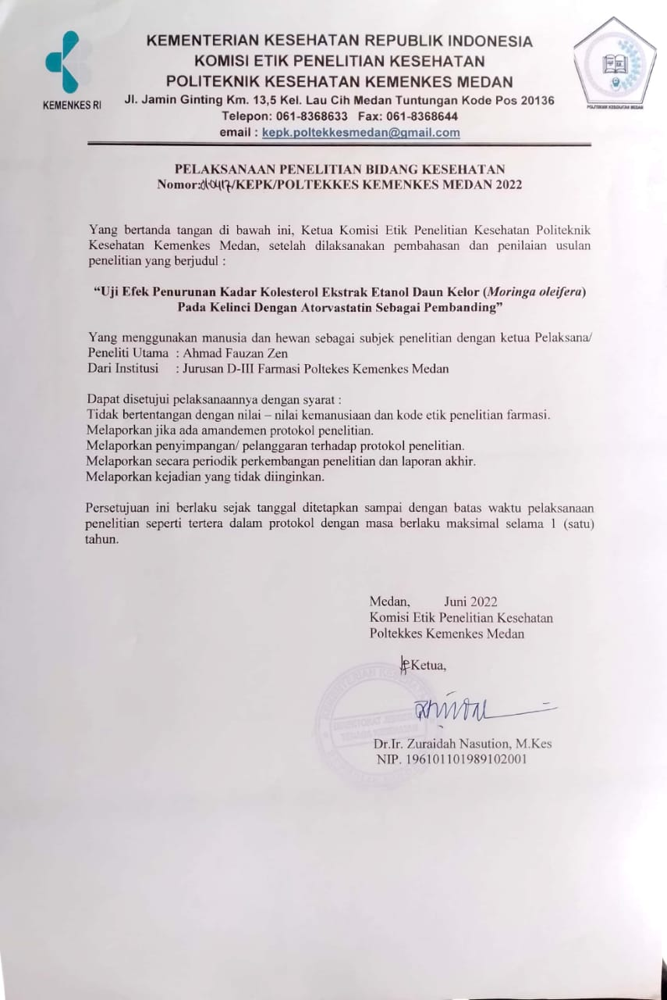 KEMENTERIAN KESEHATAN REPUBLIK INDONESIA
KOMISI ETIK PENELITIAN KESEHATAN
POLITEKNIK KESEHATAN KEMENKES MEDAN
KEMENKES RI
Jl. Jamin Ginting Km. 13,5 Kel. Lau Cih Medan Tuntungan Kode Pos 20136
POLITEKNIK KESEHATAN MEDAN
Telepon: 061-8368633 Fax: 061-8368644
email : kepk.poltekkesmedan@gmail.com
PELAKSANAAN PENELITIAN BIDANG KESEHATAN
Nomor: /KEPK/POLTEKKES KEMENKES MEDAN 2022
Yang bertanda tangan di bawah ini, Ketua Komisi Etik Penelitian Kesehatan Politeknik
Kesehatan Kemenkes Medan, setelah dilaksanakan pembahasan dan penilaian usulan
penelitian yang berjudul :
“Uji Efek Penurunan Kadar Kolesterol Ekstrak Etanol Daun Kelor (Moringa oleifera)
Pada Kelinci Dengan Atorvastatin Sebagai Pembanding”
Yang menggunakan manusia dan hewan sebagai subjek penelitian dengan ketua Pelaksana/
Peneliti Utama : Ahmad Fauzan Zen
Dari Institusi : Jurusan D-III Farmasi Poltekes Kemenkes Medan
Dapat disetujui pelaksanaannya dengan syarat :
Tidak bertentangan dengan nilai – nilai kemanusiaan dan kode etik penelitian farmasi.
Melaporkan jika ada amandemen protokol penelitian.
Melaporkan penyimpangan/ pelanggaran terhadap protokol penelitian.
Melaporkan secara periodik perkembangan penelitian dan laporan akhir.
Melaporkan kejadian yang tidak diinginkan.
Persetujuan ini berlaku sejak tanggal ditetapkan sampai dengan batas waktu pelaksanaan
penelitian seperti tertera dalam protokol dengan masa berlaku maksimal selama 1 (satu)
tahun.
Medan, Juni 2022
Komisi Etik Penelitian Kesehatan
Poltekkes Kemenkes Medan
Ketua,
Dr.Ir. Zuraidah Nasution, M.Kes
NIP. 196101101989102001